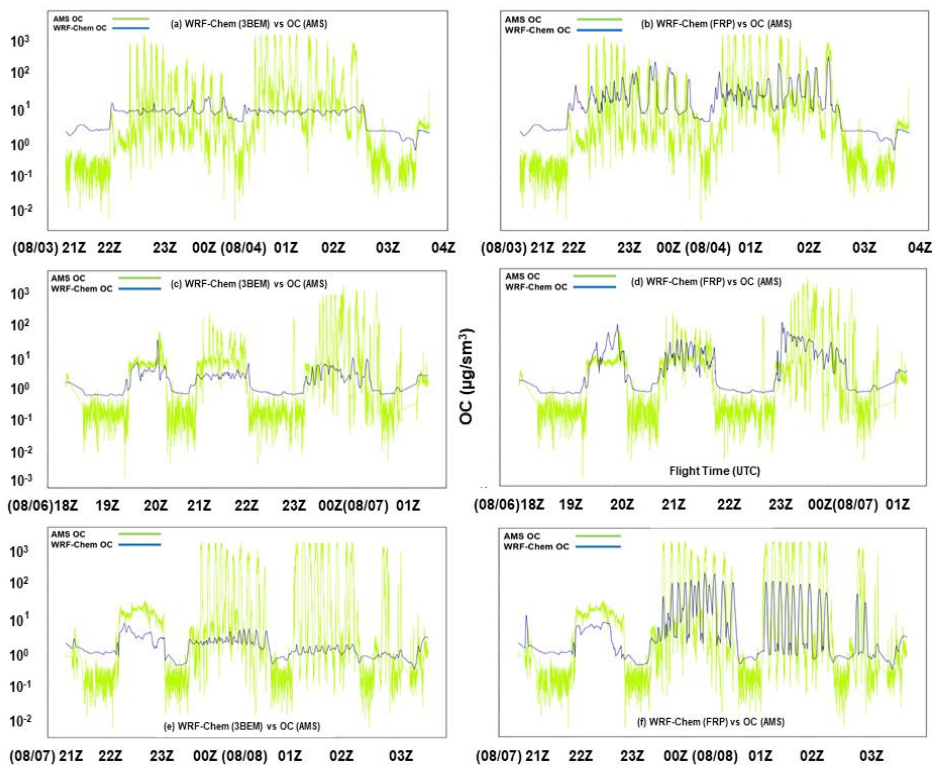 AMS OC
WRF-Chem OC
(a) WRF-Chem (3BEM) vs OC (AMS)
10³
10²
10¹
10⁰
10⁻¹
10⁻²
(08/03) 21Z 22Z 23Z 00Z (08/04) 01Z 02Z 03Z 04Z
AMS OC
WRF-Chem OC
(b) WRF-Chem (FRP) vs OC (AMS)
(08/03) 21Z 22Z 23Z 00Z (08/04) 01Z 02Z 03Z 04Z
AMS OC
WRF-Chem OC
(c) WRF-Chem (3BEM) vs OC (AMS)
10³
10²
10¹
10⁰
10⁻¹
10⁻²
10⁻³
(08/06) 18Z 19Z 20Z 21Z 22Z 23Z 00Z (08/07) 01Z
AMS OC
WRF-Chem OC
(d) WRF-Chem (FRP) vs OC (AMS)
OC (µg/sm³)
Flight Time (UTC)
(08/06) 18Z 19Z 20Z 21Z 22Z 23Z 00Z (08/07) 01Z
AMS OC
WRF-Chem OC
10³
10²
10¹
10⁰
10⁻¹
10⁻²
(e) WRF-Chem (3BEM) vs OC (AMS)
(08/07) 21Z 22Z 23Z 00Z (08/08) 01Z 02Z 03Z
AMS OC
WRF-Chem OC
(f) WRF-Chem (FRP) vs OC (AMS)
(08/07) 21Z 22Z 23Z 00Z (08/08) 01Z 02Z 03Z